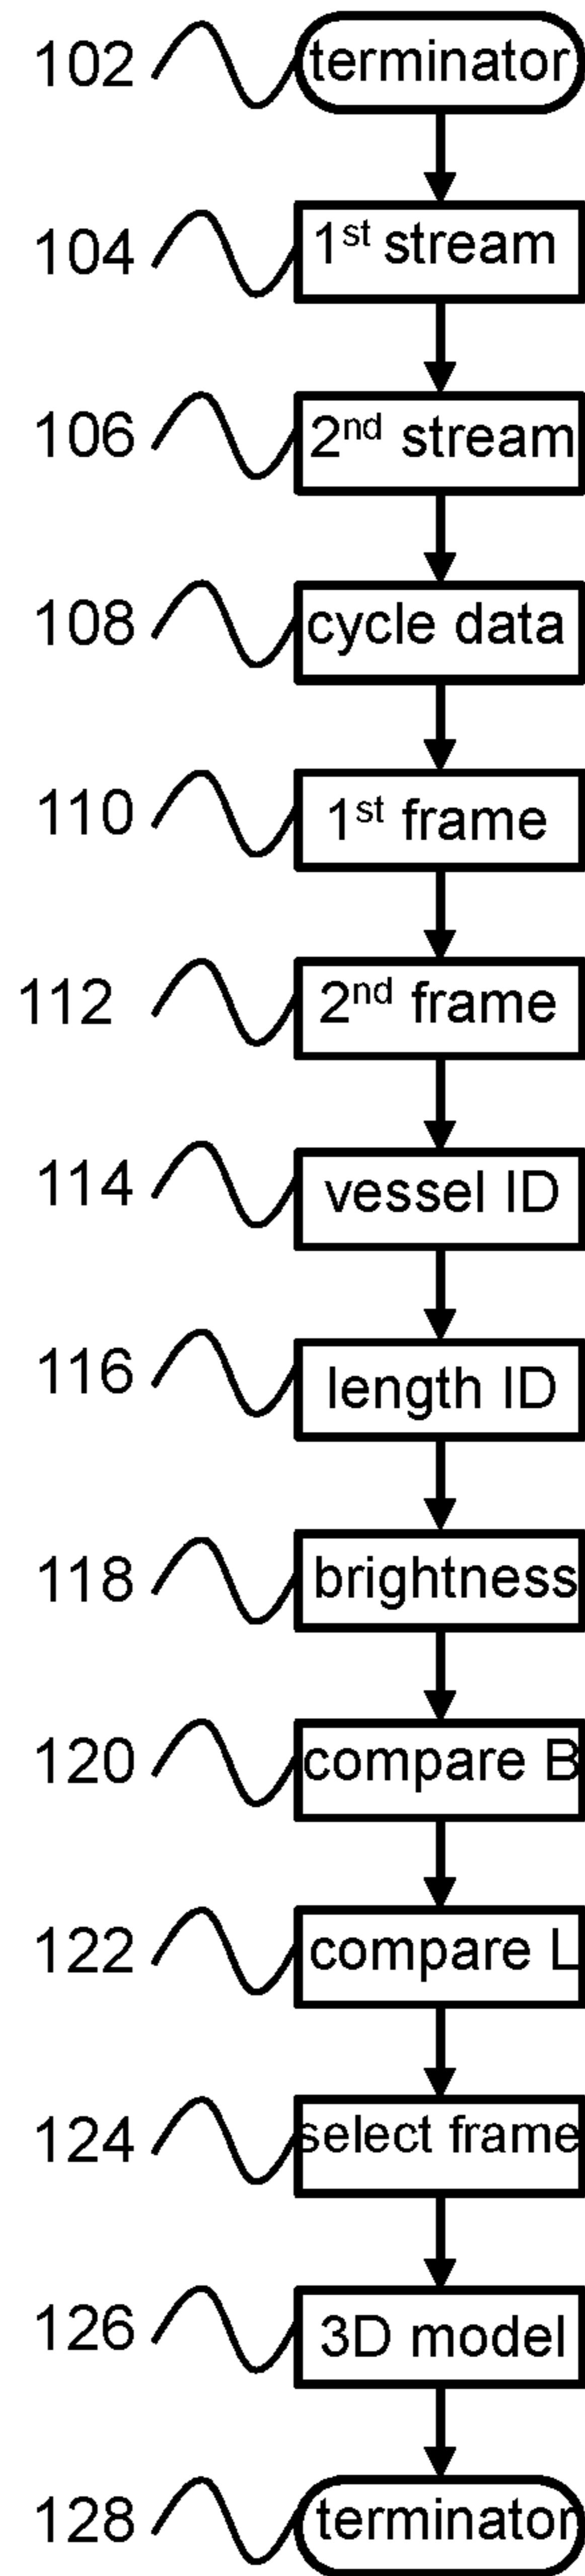 102 terminator
104 1st stream
106 2nd stream
108 cycle data
110 1st frame
112 2nd frame
114 vessel ID
116 length ID
118 brightness
120 compare B
122 compare L
124 select frame
126 3D model
128 terminator